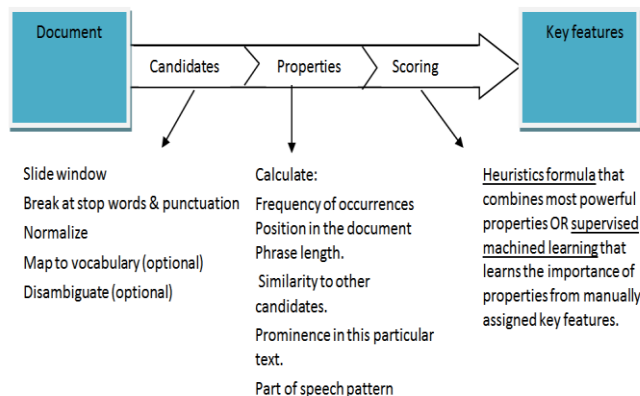 Document
Key features
Candidates
Properties
Scoring
Slide window
Break at stop words & punctuation
Normalize
Map to vocabulary (optional)
Disambiguate (optional)
Calculate:
Frequency of occurrences
Position in the document
Phrase length.
Similarity to other
candidates.
Prominence in this particular
text.
Part of speech pattern
Heuristics formula that
combines most powerful
properties OR supervised
machined learning that
learns the importance of
properties from manually
assigned key features.